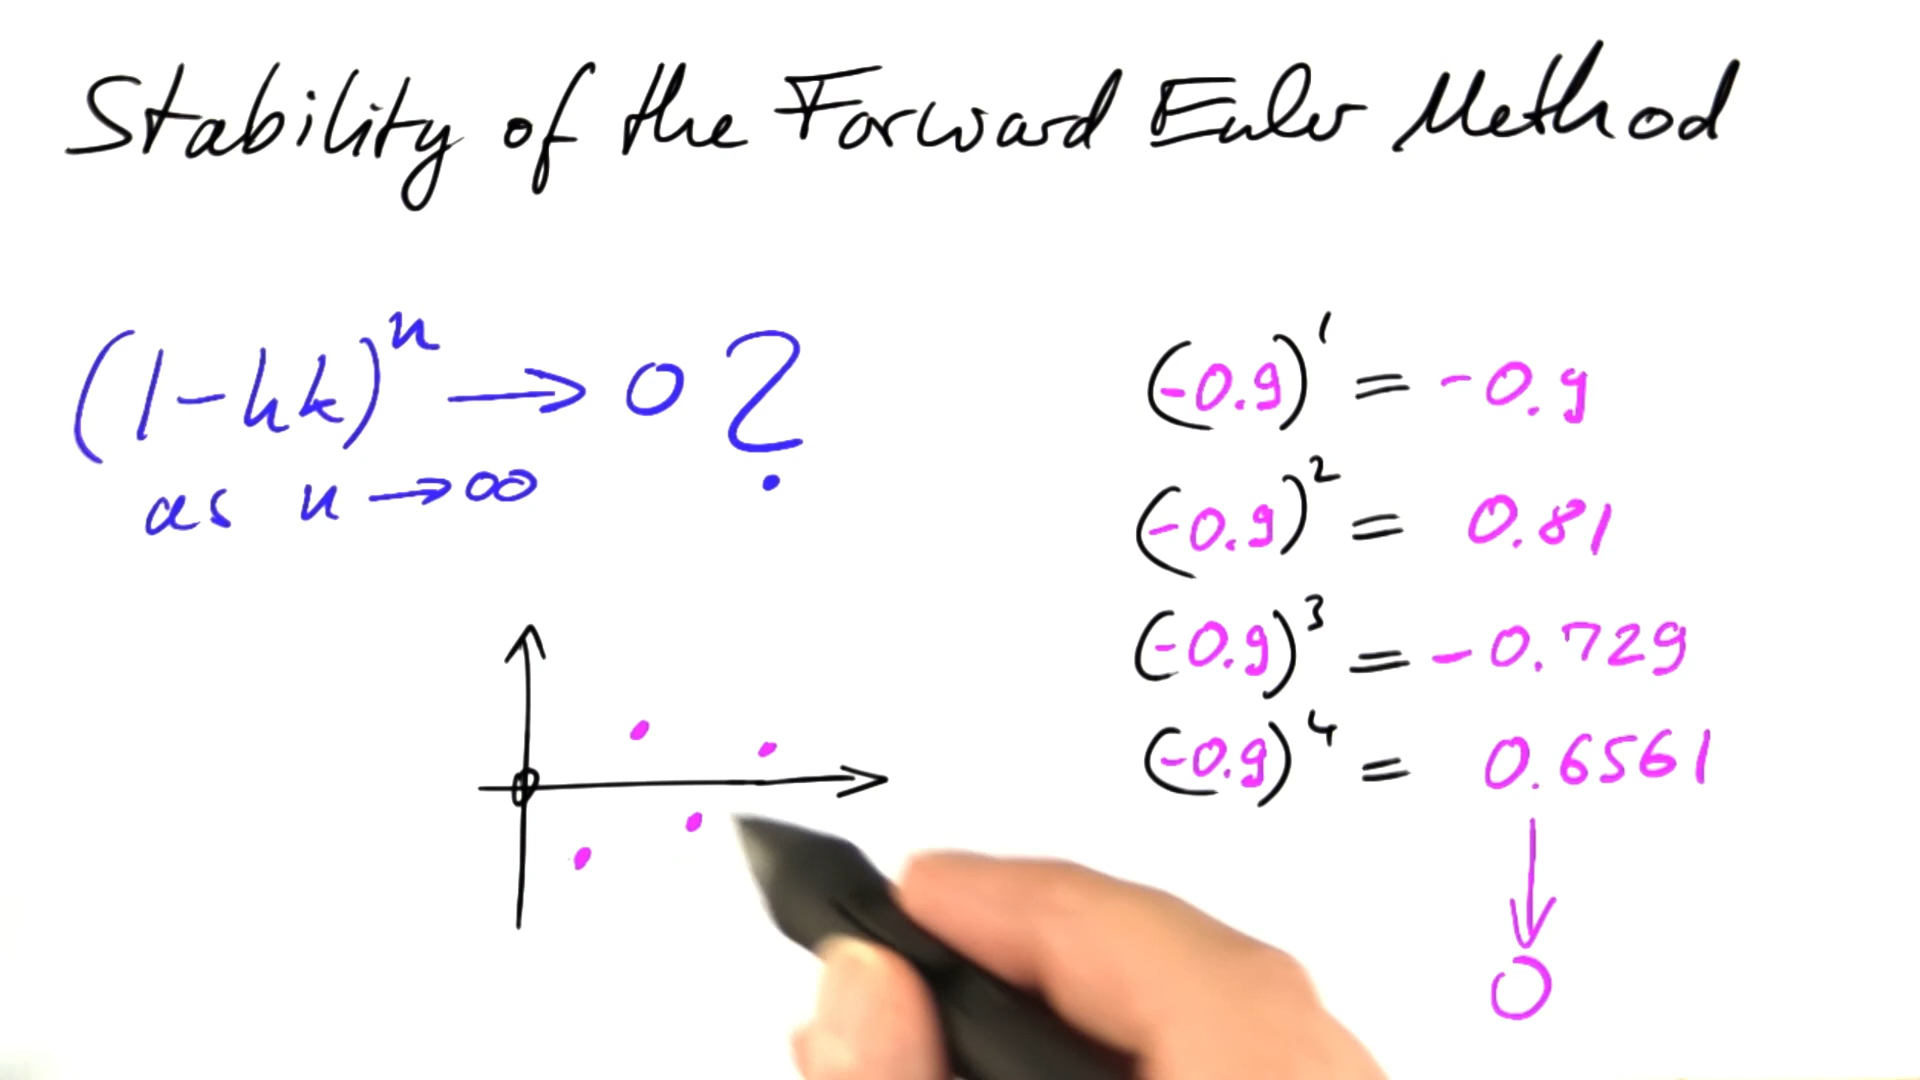 Stability of the Forward Euler Method
(1-hk)^n → 0 ?
as n → ∞
(-0.9)^1 = -0.9
(-0.9)^2 = 0.81
(-0.9)^3 = -0.729
(-0.9)^4 = 0.6561
↓
0
0